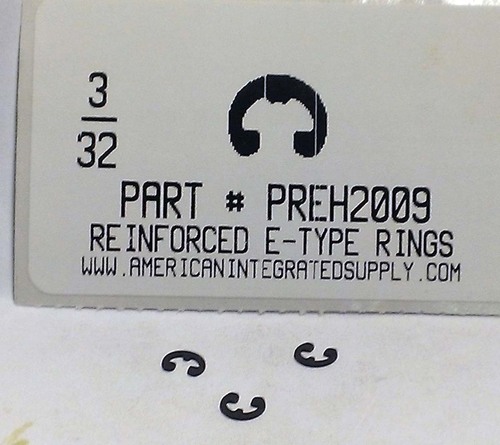 3
32
PART # PREH2009
REINFORCED E-TYPE RINGS
WWW.AMERICANINTEGRATEDSUPPLY.COM